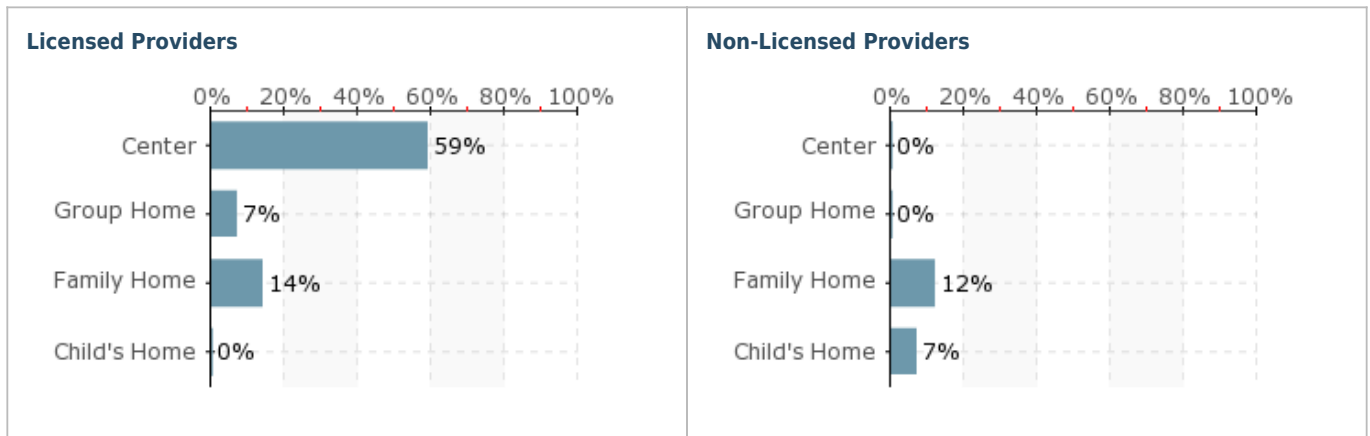 Licensed Providers
0% 20% 40% 60% 80% 100%
Center 59%
Group Home 7%
Family Home 14%
Child's Home 0%
Non-Licensed Providers
0% 20% 40% 60% 80% 100%
Center 0%
Group Home 0%
Family Home 12%
Child's Home 7%